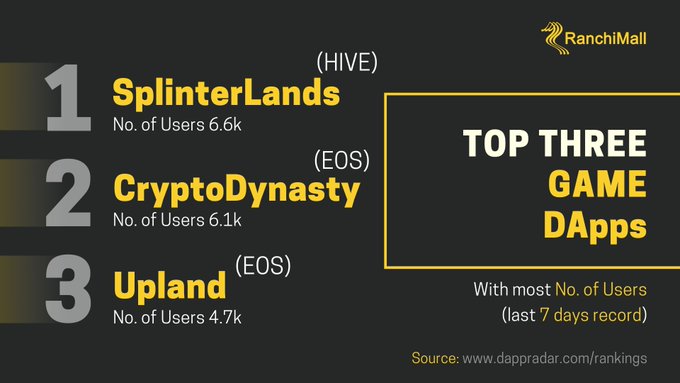 RanchiMall
1
(HIVE)
SplinterLands
No. of Users 6.6k
2
(EOS)
CryptoDynasty
No. of Users 6.1k
3
(EOS)
Upland
No. of Users 4.7k
TOP THREE
GAME
DApps
With most No. of Users
(last 7 days record)
Source: www.dappradar.com/rankings